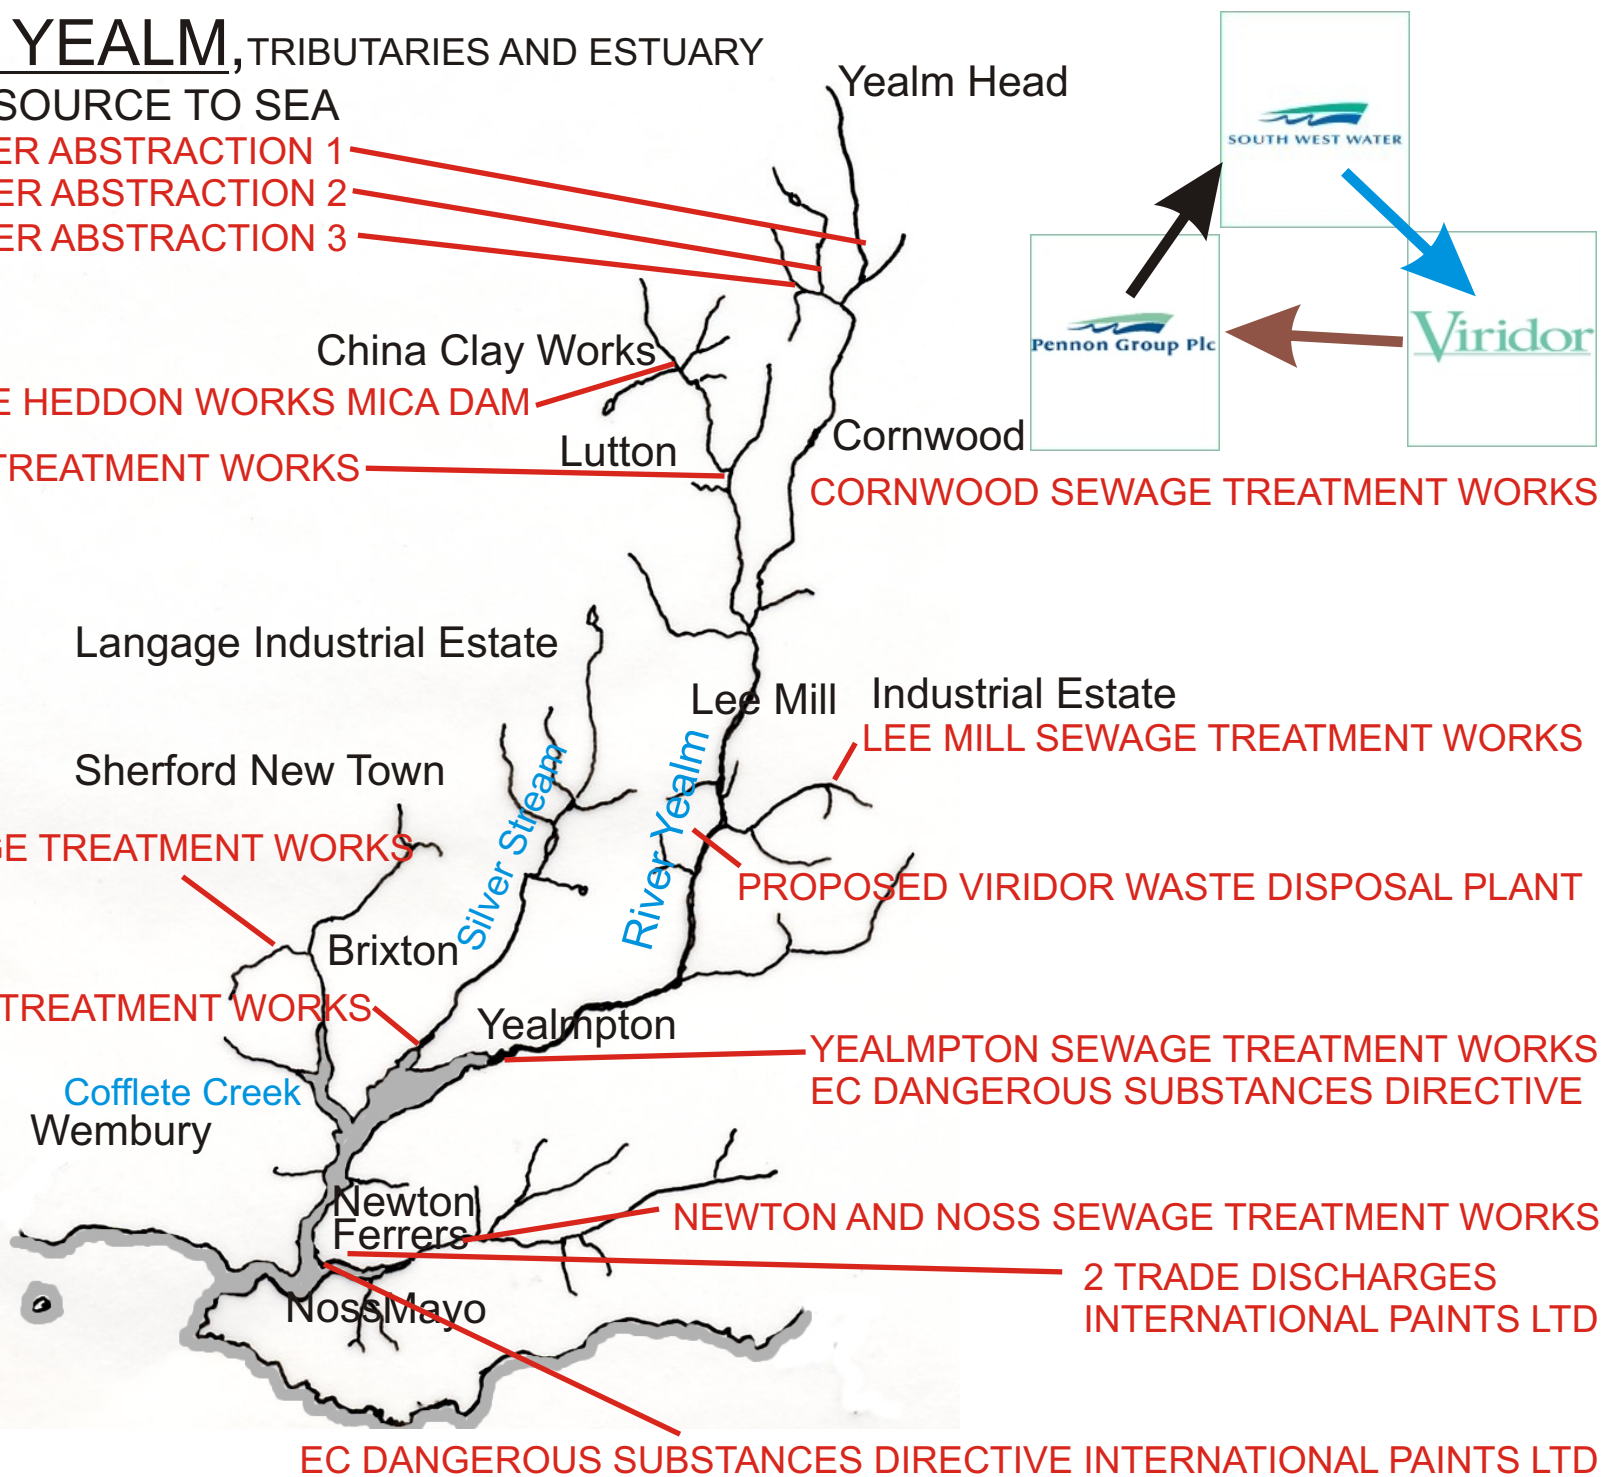 YEALM, TRIBUTARIES AND ESTUARY
SOURCE TO SEA
ER ABSTRACTION 1
ER ABSTRACTION 2
ER ABSTRACTION 3
Yealm Head
SOUTH WEST WATER
Pennon Group Plc
Viridor
China Clay Works
E HEDDON WORKS MICA DAM
Lutton
TREATMENT WORKS
Cornwood
CORNWOOD SEWAGE TREATMENT WORKS
Langage Industrial Estate
Lee Mill
Industrial Estate
LEE MILL SEWAGE TREATMENT WORKS
Sherford New Town
Silver Stream
River Yealm
GE TREATMENT WORKS
PROPOSED VIRIDOR WASTE DISPOSAL PLANT
Brixton
TREATMENT WORKS
Yealmpton
YEALMPTON SEWAGE TREATMENT WORKS
EC DANGEROUS SUBSTANCES DIRECTIVE
Cofflete Creek
Wembury
Newton
Ferrers
NEWTON AND NOSS SEWAGE TREATMENT WORKS
2 TRADE DISCHARGES
INTERNATIONAL PAINTS LTD
Noss Mayo
EC DANGEROUS SUBSTANCES DIRECTIVE INTERNATIONAL PAINTS LTD